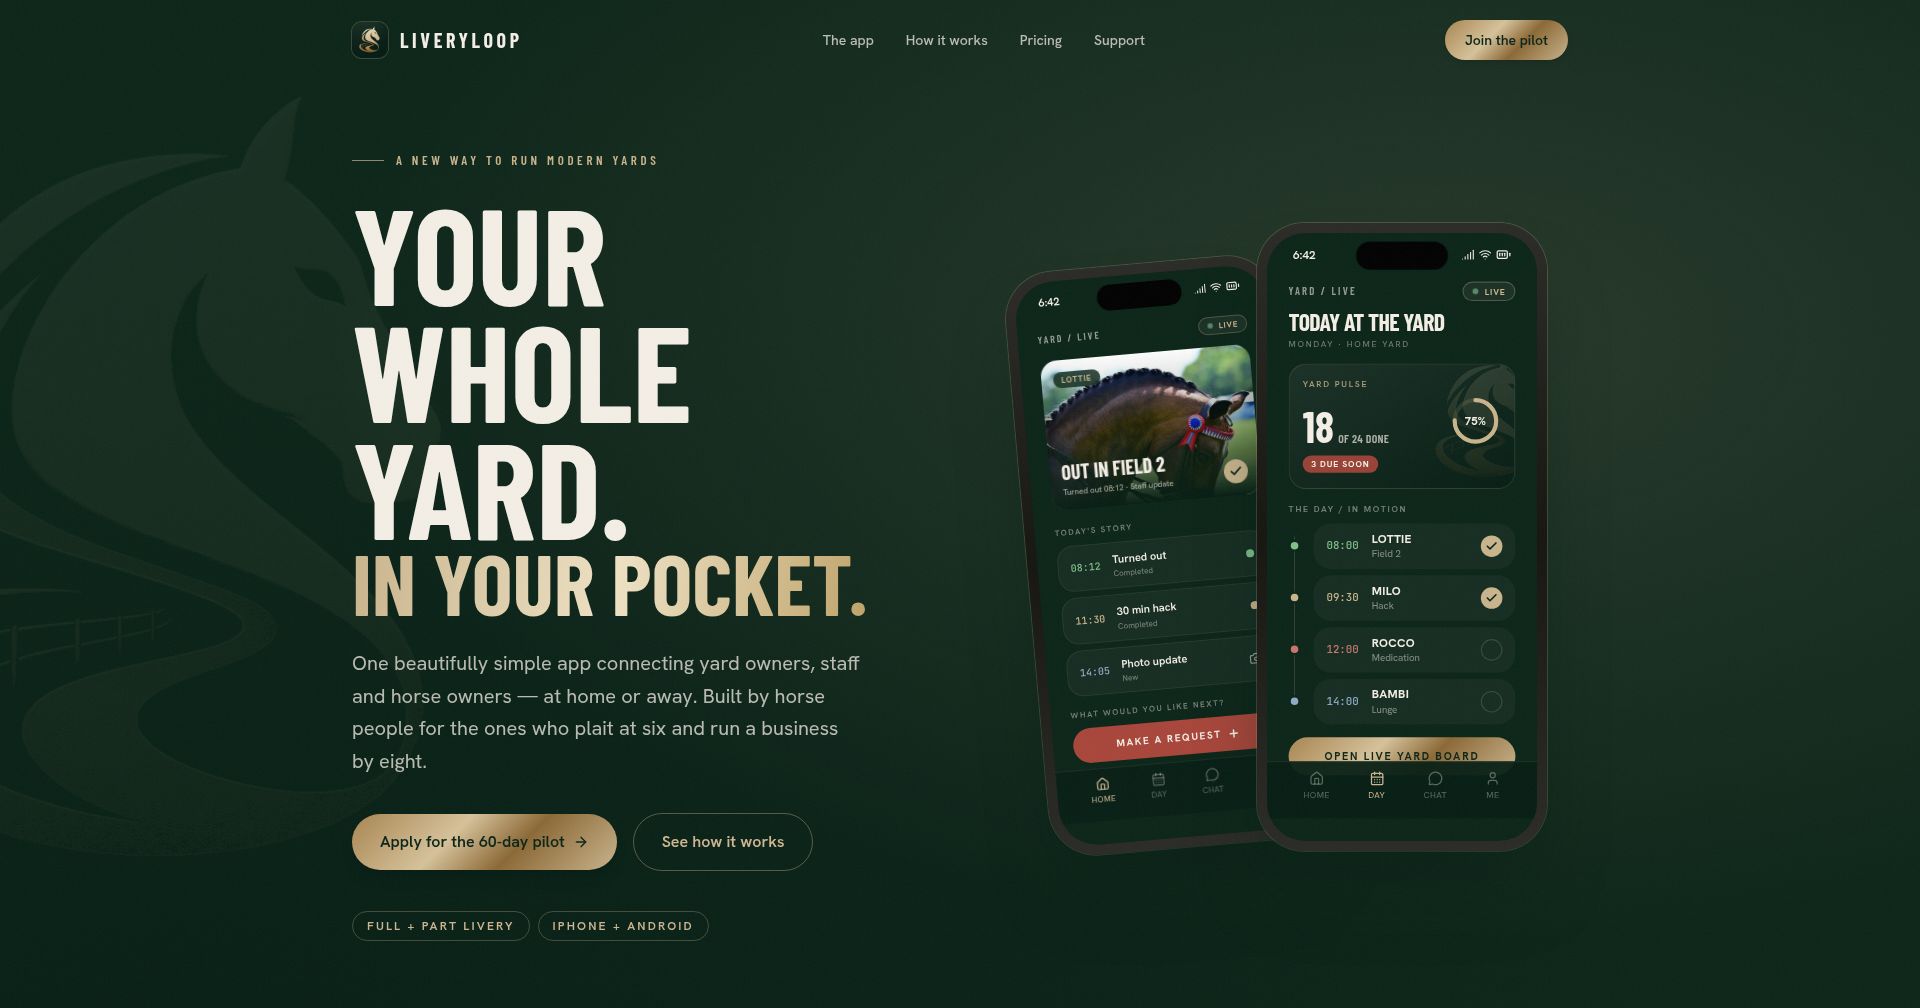 LIVERYLOOP
The app
How it works
Pricing
Support
Join the pilot
A NEW WAY TO RUN MODERN YARDS
YOUR
WHOLE
YARD.
IN YOUR POCKET.
One beautifully simple app connecting yard owners, staff
and horse owners — at home or away. Built by horse
people for the ones who plait at six and run a business
by eight.
Apply for the 60-day pilot →
See how it works
FULL + PART LIVERY
IPHONE + ANDROID
6:42
YARD / LIVE
LIVE
LOTTIE
OUT IN FIELD 2
Turned out 08:12 · Staff update
TODAY'S STORY
08:12 Turned out
Completed
11:30 30 min hack
Completed
14:05 Photo update
New
WHAT WOULD YOU LIKE NEXT?
MAKE A REQUEST +
HOME
DAY
CHAT
6:42
YARD / LIVE
LIVE
TODAY AT THE YARD
MONDAY · HOME YARD
YARD PULSE
18 OF 24 DONE
75%
3 DUE SOON
THE DAY / IN MOTION
08:00 LOTTIE
Field 2
09:30 MILO
Hack
12:00 ROCCO
Medication
14:00 BAMBI
Lunge
OPEN LIVE YARD BOARD
HOME
DAY
CHAT
ME